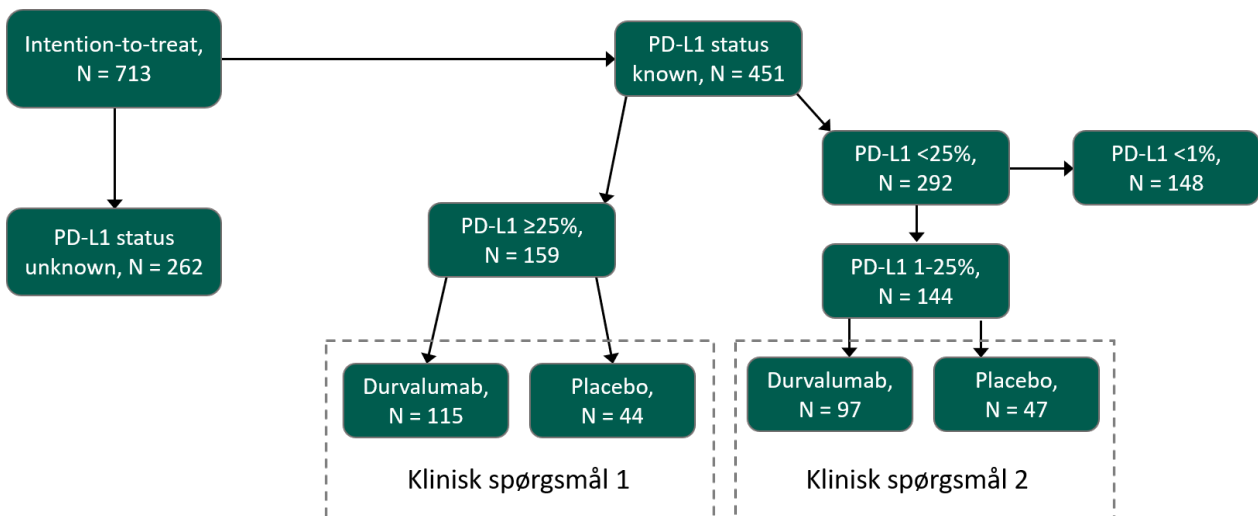 Intention-to-treat,
N = 713
PD-L1 status
known, N = 451
PD-L1 <25%,
N = 292
PD-L1 <1%,
N = 148
PD-L1 status
unknown, N = 262
PD-L1 ≥25%,
N = 159
PD-L1 1-25%,
N = 144
Durvalumab,
N = 115
Placebo,
N = 44
Klinisk spørgsmål 1
Durvalumab,
N = 97
Placebo,
N = 47
Klinisk spørgsmål 2